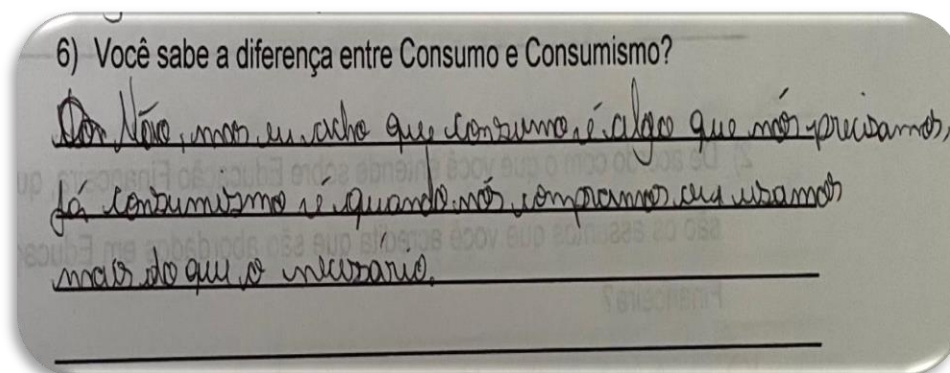 6) Você sabe a diferença entre Consumo e Consumismo?
Não, mas eu acho que consumo é algo que nós precisamos,
Já consumismo é quando nós compramos ou usamos
mais do que o necessário.